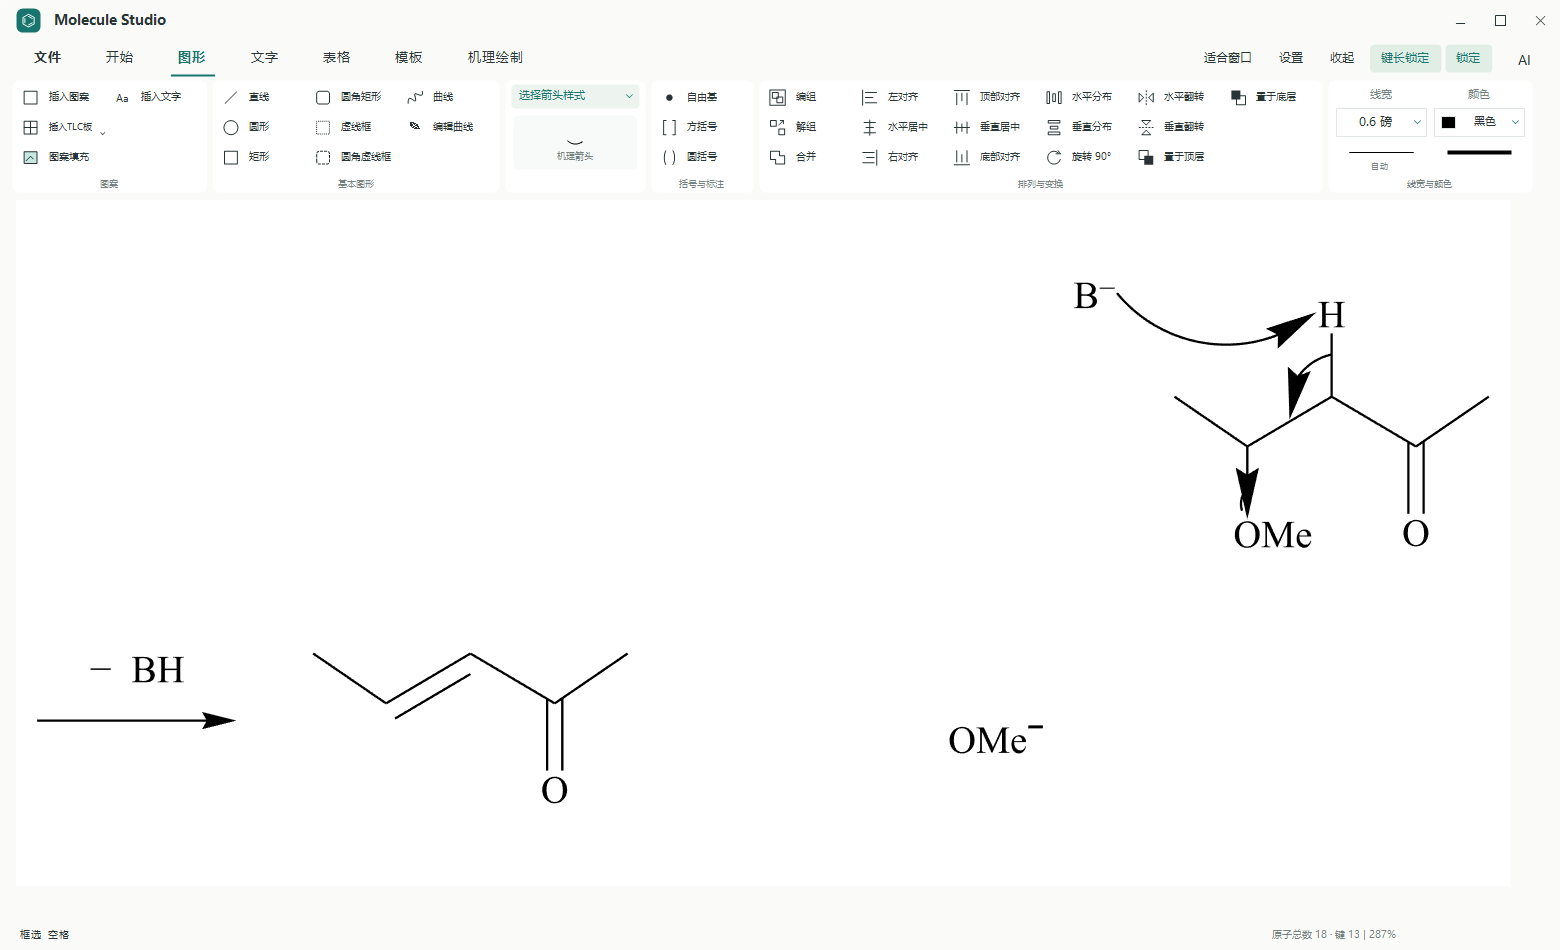 Molecule Studio
文件 开始 图形 文字 表格 模板 机理绘制 适合窗口 设置 收起 键长锁定 锁定 AI
插入图案 Aa 插入文字 直线 圆角矩形 曲线 选择箭头样式 自由基 编组 左对齐 顶部对齐 水平分布 水平翻转 置于底层 线宽 颜色
插入TLC板 圆形 虚线框 编辑曲线 [ ] 方括号 解组 水平居中 垂直居中 垂直分布 垂直翻转 0.6 磅 黑色
图案填充 矩形 圆角虚线框 机理箭头 ( ) 圆括号 合并 右对齐 底部对齐 旋转 90° 置于顶层 自动
图案 基本图形 括号与标注 排列与变换 线宽与颜色
B⁻
H
OMe O
− BH
OMe⁻
O
框选 空格 原子总数 18 · 键 13 | 287%